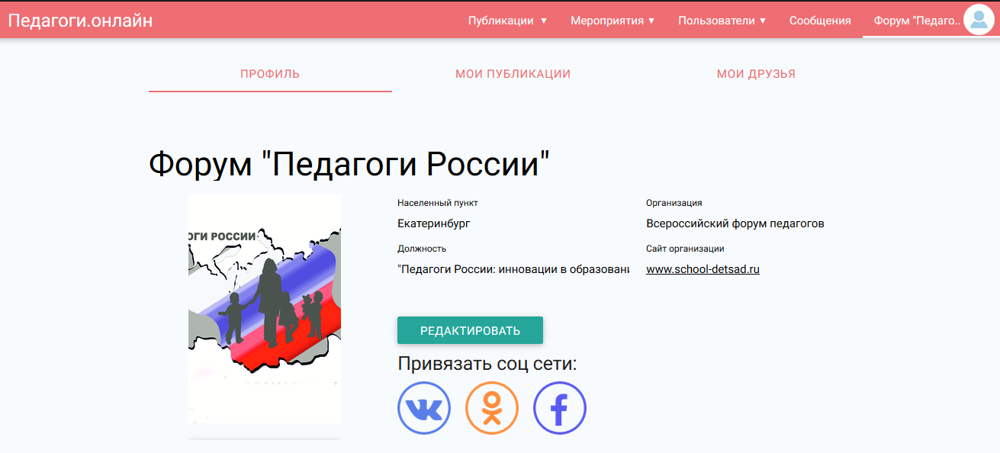 Педагоги.онлайн
Публикации ▼ Мероприятия ▼ Пользователи ▼ Сообщения Форум "Педаго..
ПРОФИЛЬ МОИ ПУБЛИКАЦИИ МОИ ДРУЗЬЯ
Форум "Педагоги России"
ОГИ РОССИИ
Населенный пункт
Екатеринбург
Организация
Всероссийский форум педагогов
Должность
"Педагоги России: инновации в образовани
Сайт организации
www.school-detsad.ru
РЕДАКТИРОВАТЬ
Привязать соц сети: